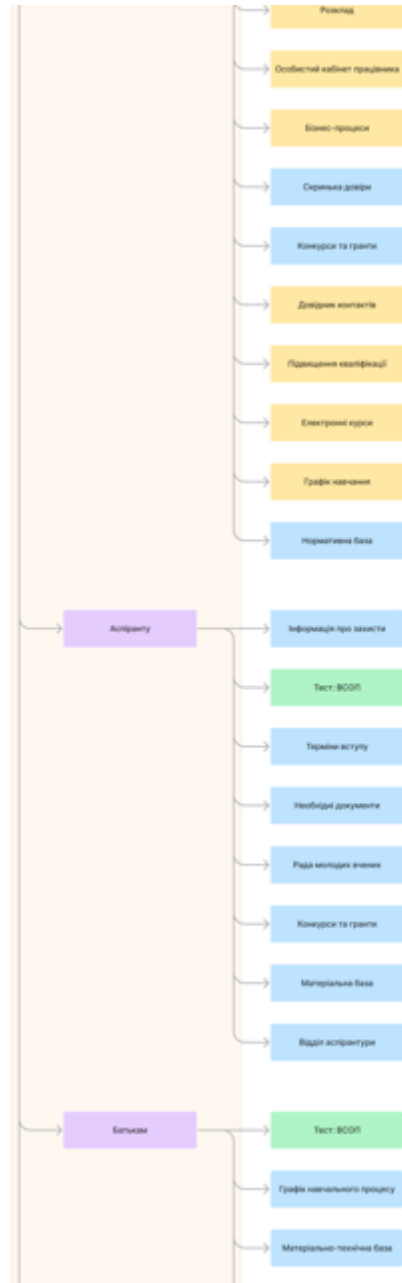 Розклад
Особистий кабінет працівника
Бізнес-процеси
Скринька довіри
Конкурси та гранти
Довідник контактів
Підвищення кваліфікації
Електронні курси
Графік навчання
Нормативна база
Аспіранту
Інформація про захисти
Тест: ВСОП
Терміни вступу
Необхідні документи
Рада молодих вчених
Конкурси та гранти
Матеріальна база
Відділ аспірантури
Батькам
Тест: ВСОП
Графік навчального процесу
Матеріально-технічна база